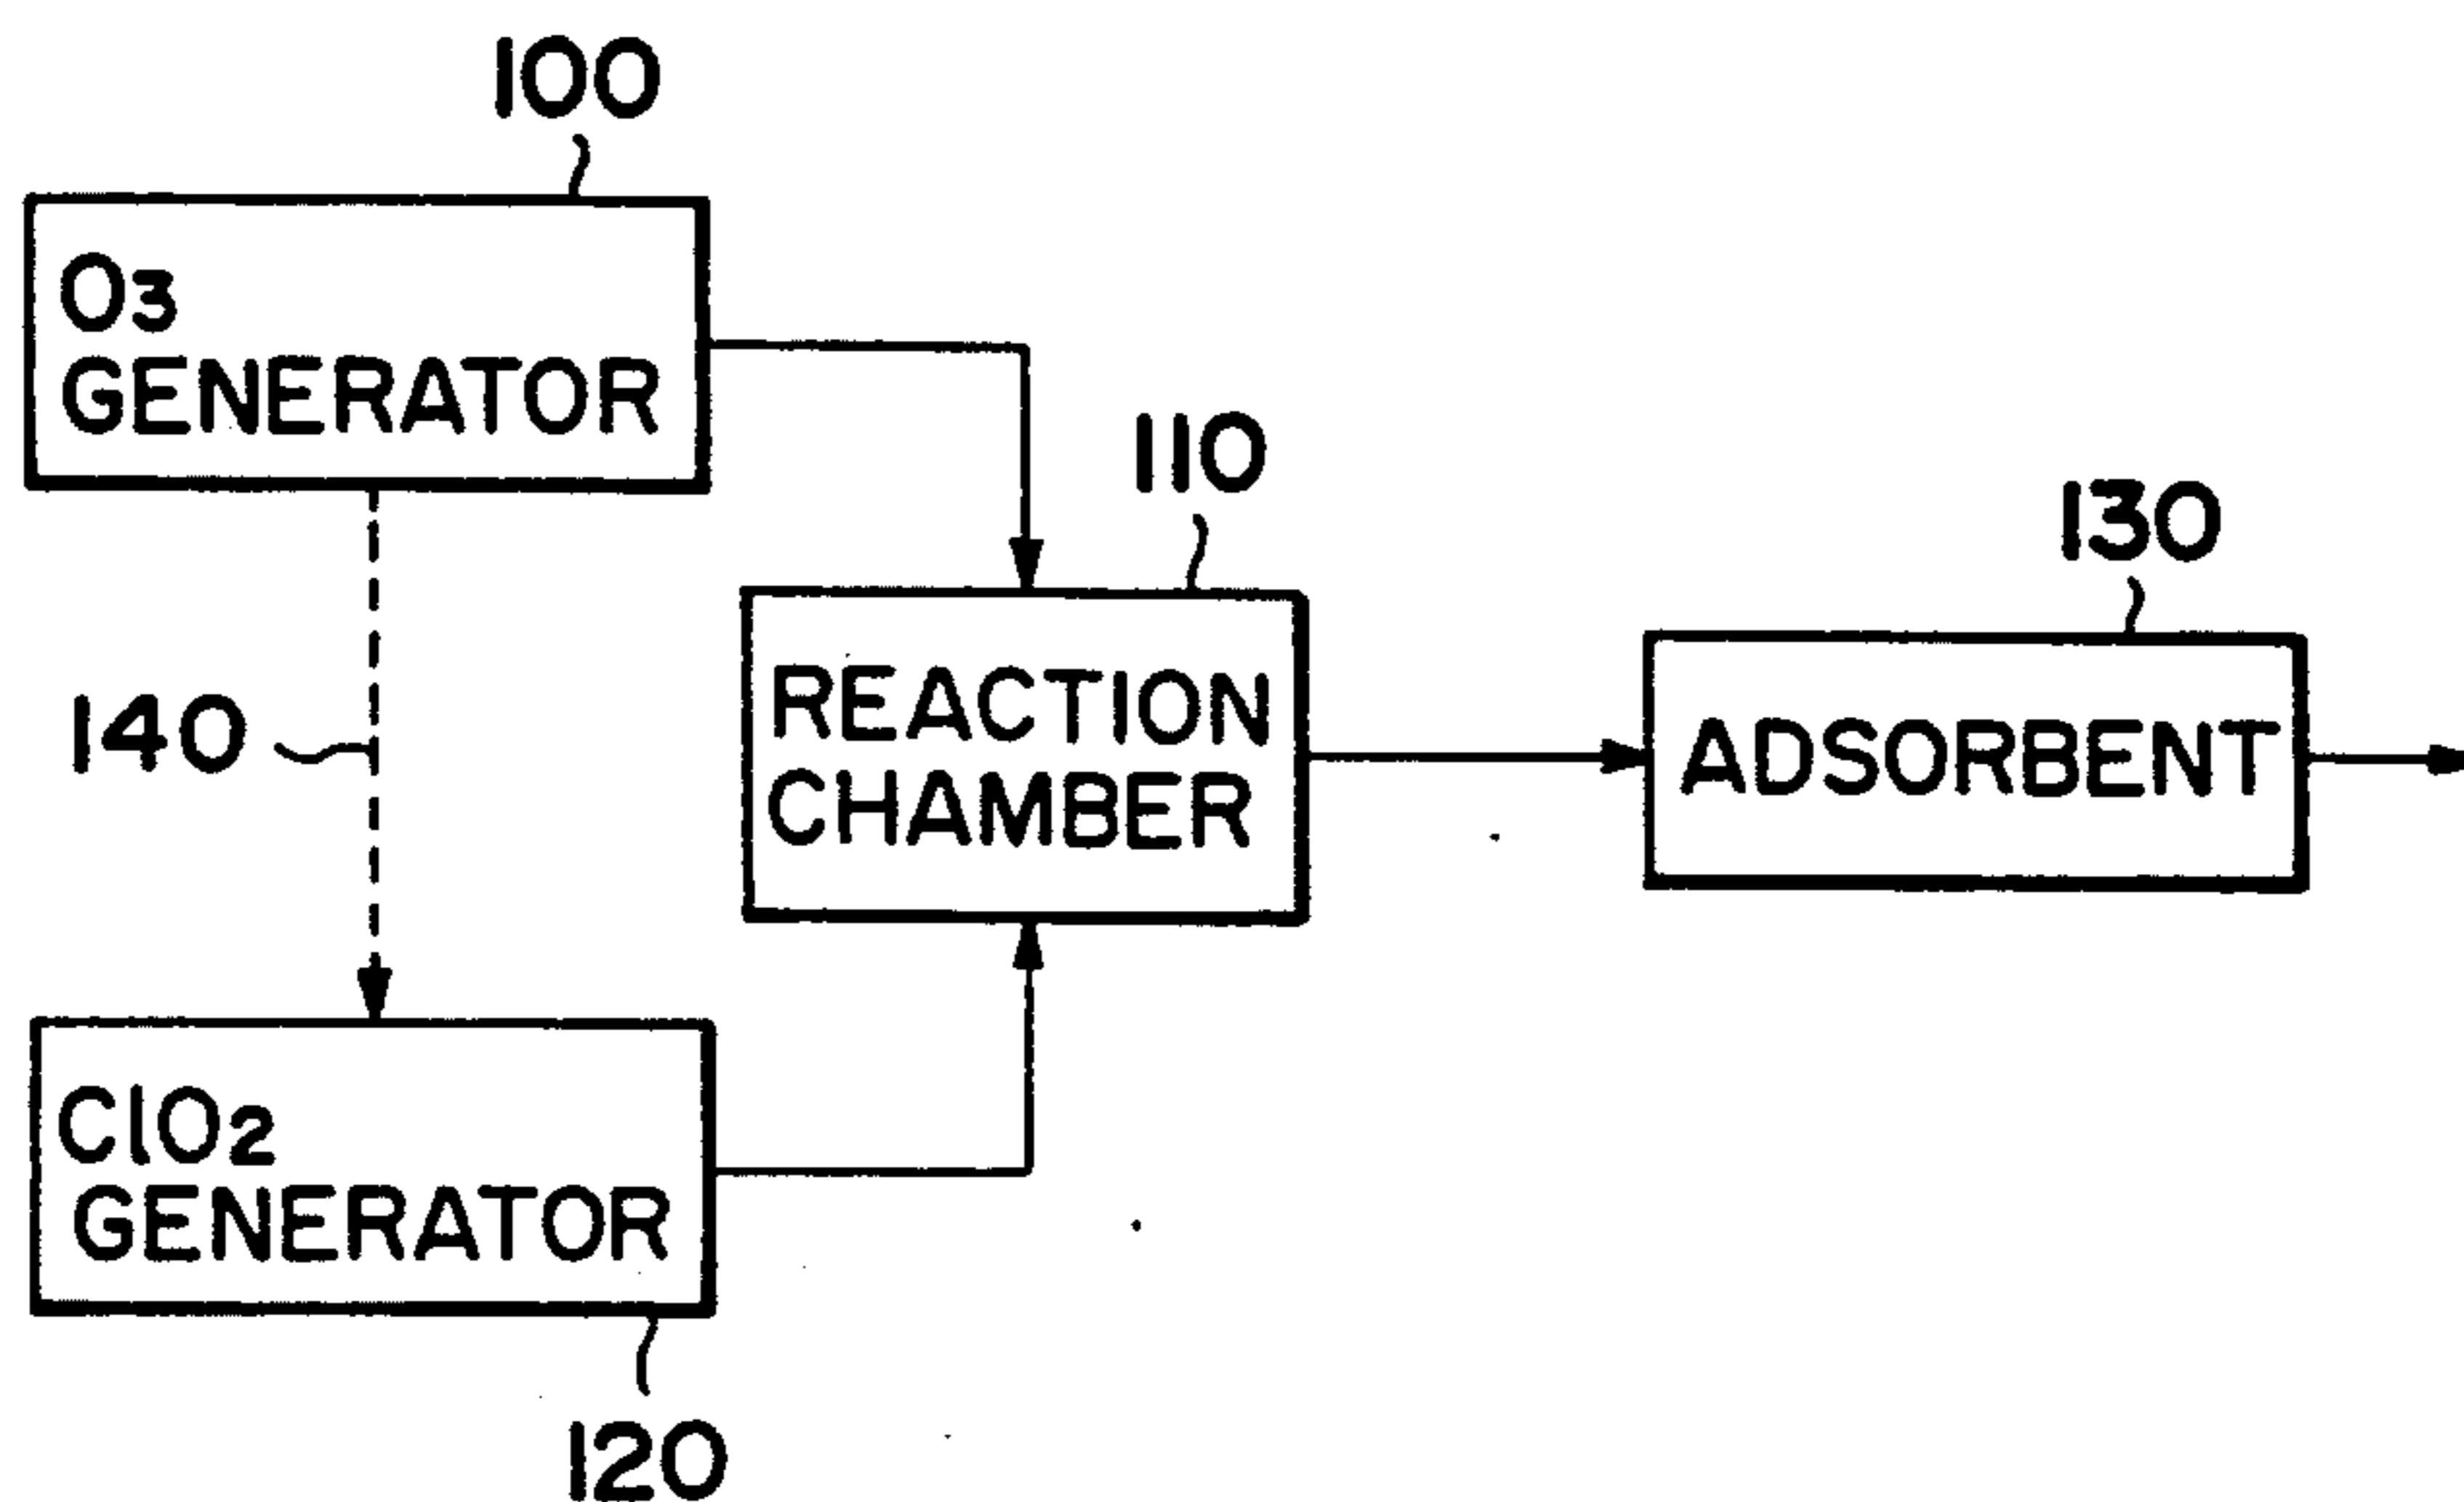 100
O3
GENERATOR
110
130
140
REACTION
CHAMBER
ADSORBENT
ClO2
GENERATOR
120